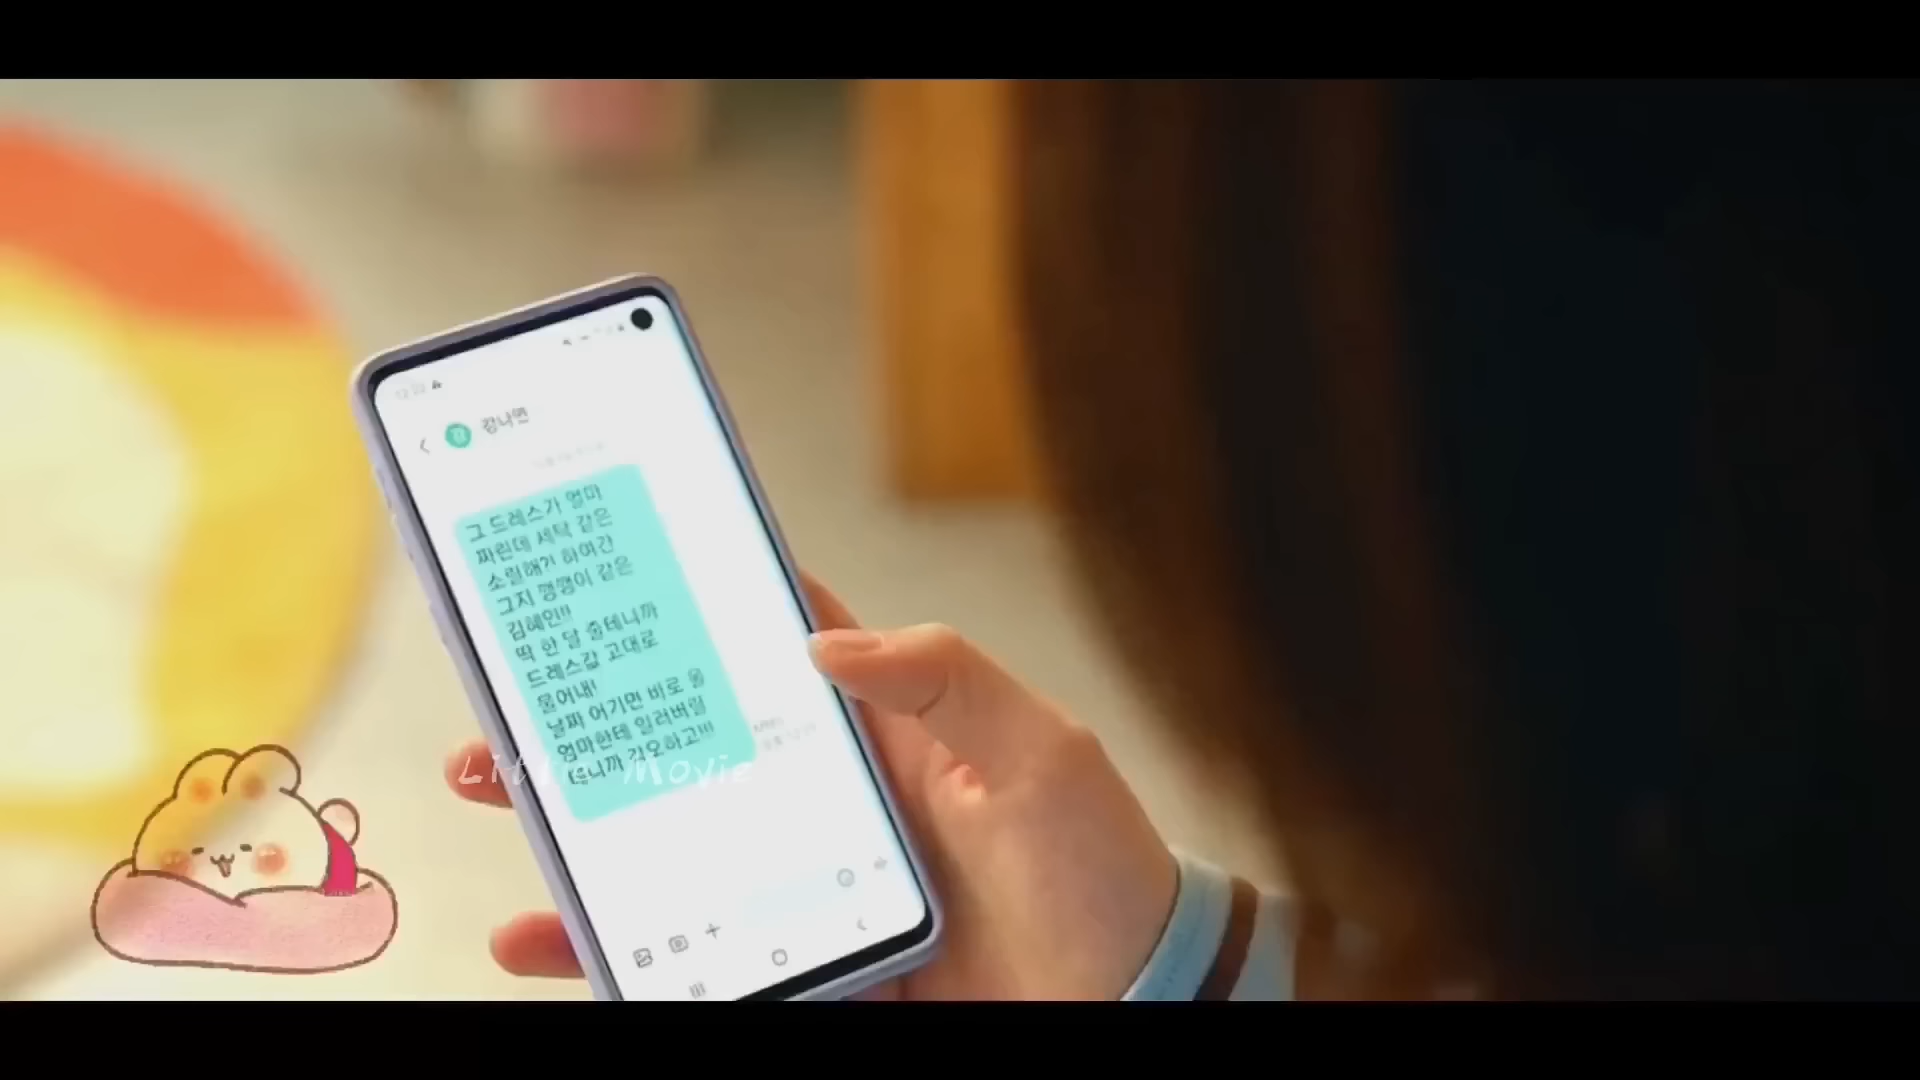 강나연
그 드레스가 얼마
짜린데 세탁 같은
소릴해?! 하여간
그지 깽깽이 같은
김혜인!!
딱 한 달 줄테니까
드레스값 고대로
물어내!
날짜 어기면 바로 울
엄마한테 일러버릴
테니까 각오하고!!!
Little Movie